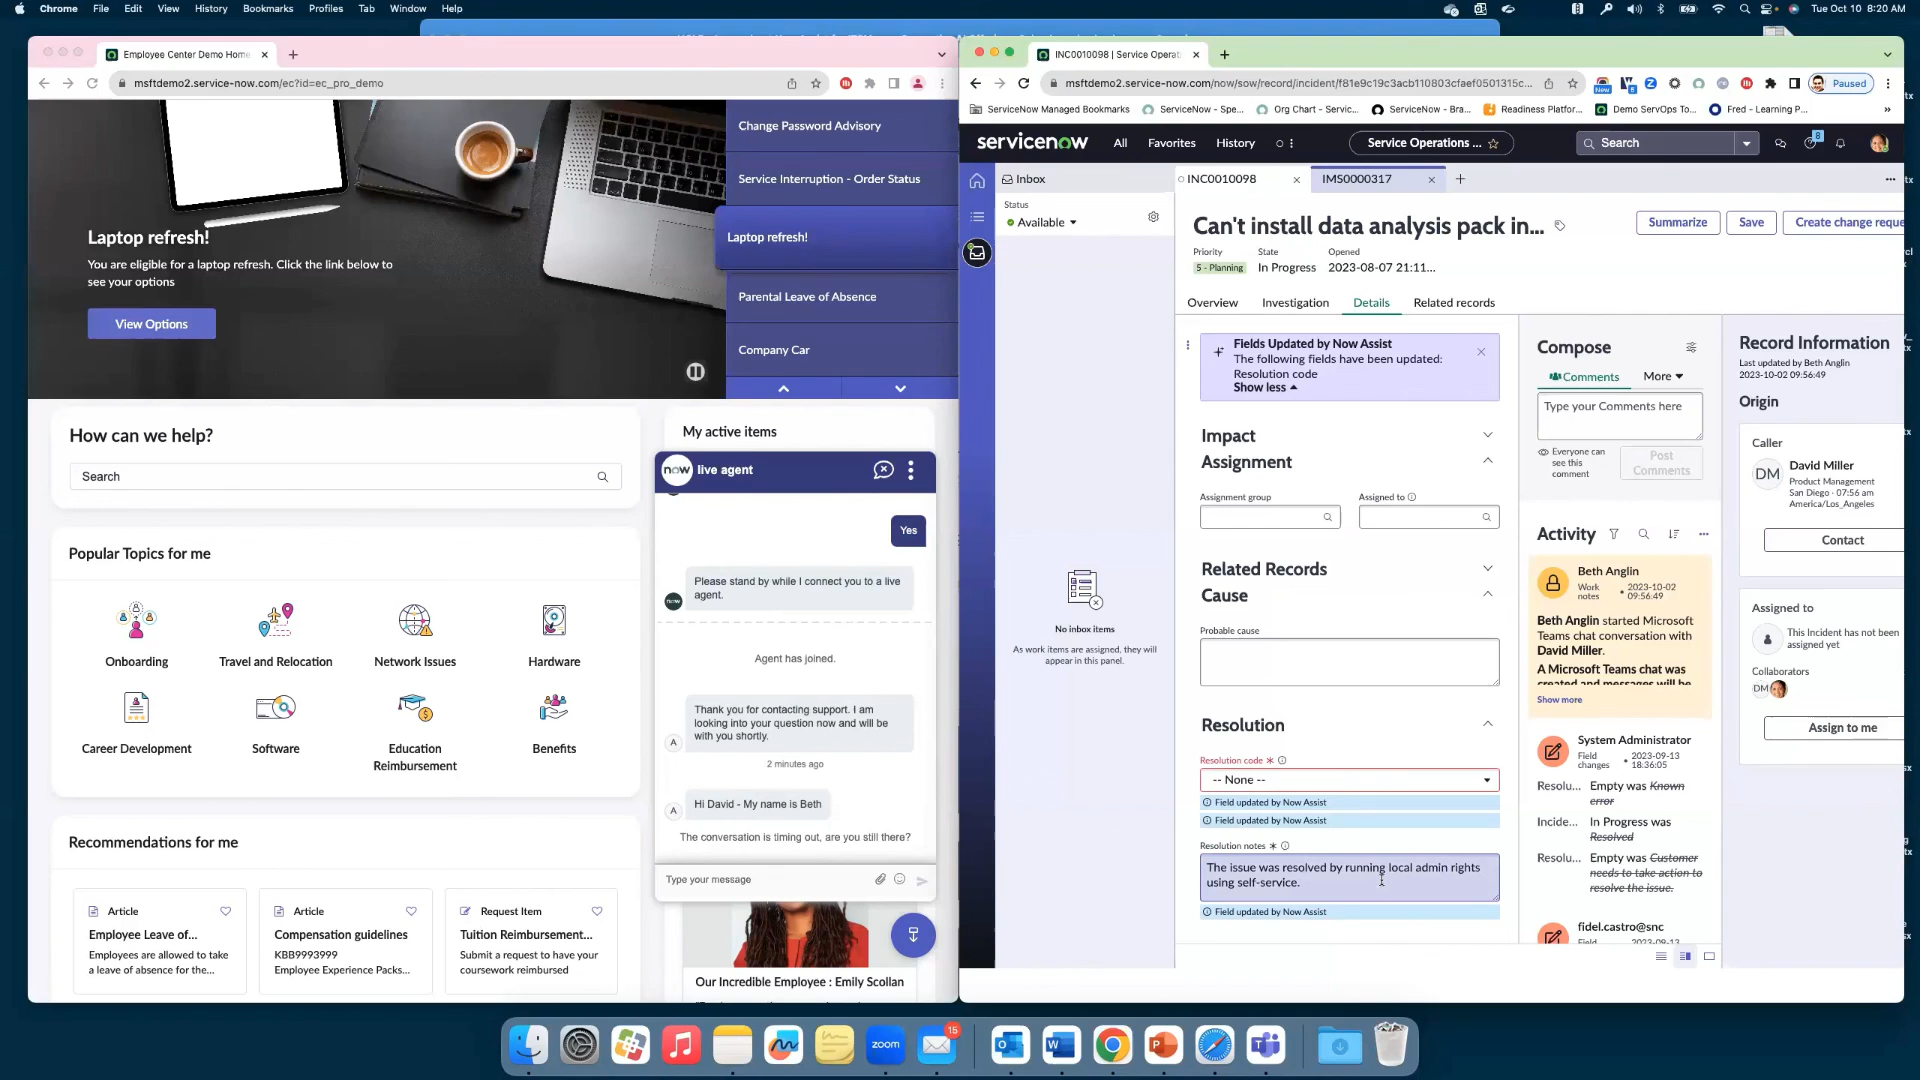 Chrome File Edit View History Bookmarks Profiles Tab Window Help
Tue Oct 10 8:20 AM
Employee Center Demo Home
msftdemo2.service-now.com/ec?id=ec_pro_demo
Laptop refresh!
You are eligible for a laptop refresh. Click the link below to
see your options
View Options
Change Password Advisory
Service Interruption - Order Status
Laptop refresh!
Parental Leave of Absence
Company Car
How can we help?
Search
Popular Topics for me
Onboarding
Travel and Relocation
Network Issues
Hardware
Career Development
Software
Education
Reimbursement
Benefits
Recommendations for me
Article
Employee Leave of...
Employees are allowed to take
a leave of absence for the...
Article
Compensation guidelines
KBB9993999
Employee Experience Packs...
Request Item
Tuition Reimbursement...
Submit a request to have your
coursework reimbursed
My active items
now live agent
Yes
Please stand by while I connect you to a live
agent.
now
Agent has joined.
Thank you for contacting support. I am
looking into your question now and will be
with you shortly.
A
2 minutes ago
Hi David - My name is Beth
A
The conversation is timing out, are you still there?
Type your message
Our Incredible Employee : Emily Scollan
INC0010098 | Service Operati
msftdemo2.service-now.com/now/sow/record/incident/f81e9c19c3acb110803cfaef0501315c...
New
Paused
ServiceNow Managed Bookmarks
ServiceNow - Spe...
Org Chart - Servic...
ServiceNow - Bra...
Readiness Platfor...
Demo ServOps To...
Fred - Learning P...
servicenow All Favorites History
Service Operations ...
Search
8
Inbox
Status
Available
No inbox items
As work items are assigned, they will
appear in this panel.
INC0010098
IMS0000317
Can't install data analysis pack in...
Summarize
Save
Create change reque
Priority
5 - Planning
State
In Progress
Opened
2023-08-07 21:11...
Overview Investigation Details Related records
Fields Updated by Now Assist
The following fields have been updated:
Resolution code
Show less
Impact
Assignment
Assignment group
Assigned to
Related Records
Cause
Probable cause
Resolution
Resolution code
-- None --
Field updated by Now Assist
Field updated by Now Assist
Resolution notes
The issue was resolved by running local admin rights
using self-service.
Field updated by Now Assist
Compose
Comments
More
Type your Comments here
Everyone can
see this
comment
Post
Comments
Activity
Beth Anglin
Work
notes
• 2023-10-02
09:56:49
Beth Anglin started Microsoft
Teams chat conversation with
David Miller.
A Microsoft Teams chat was
created and messages will be
Show more
System Administrator
Field
changes
• 2023-09-13
18:36:05
Resolu... Empty was Known
error
Incide... In Progress was
Resolved
Resolu... Empty was Customer
needs to take action to
resolve the issue.
fidel.castro@snc
Field
2023-09-13
Record Information
Last updated by Beth Anglin
2023-10-02 09:56:49
Origin
Caller
DM
David Miller
Product Management
San Diego · 07:56 am
America/Los_Angeles
Contact
Assigned to
This Incident has not been
assigned yet
Collaborators
DM
Assign to me
zoom
15